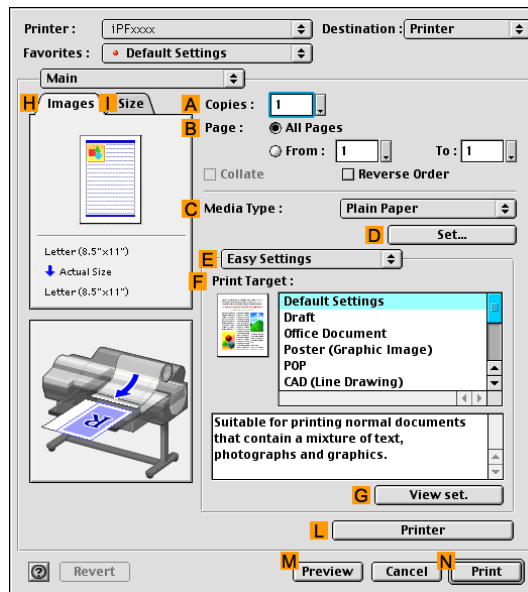 Printer : iPFxxxx Destination : Printer
Favorites : Default Settings
Main
H Images I Size
A Copies : 1
B Page : All Pages
From : 1 To : 1
Collate Reverse Order
C Media Type : Plain Paper
D Set...
Letter (8.5"x11")
Actual Size
Letter (8.5"x11")
E Easy Settings
F Print Target :
Default Settings
Draft
Office Document
Poster (Graphic Image)
POP
CAD (Line Drawing)
R
Suitable for printing normal documents
that contain a mixture of text,
photographs and graphics.
G View set.
L Printer
? Revert M Preview Cancel N Print